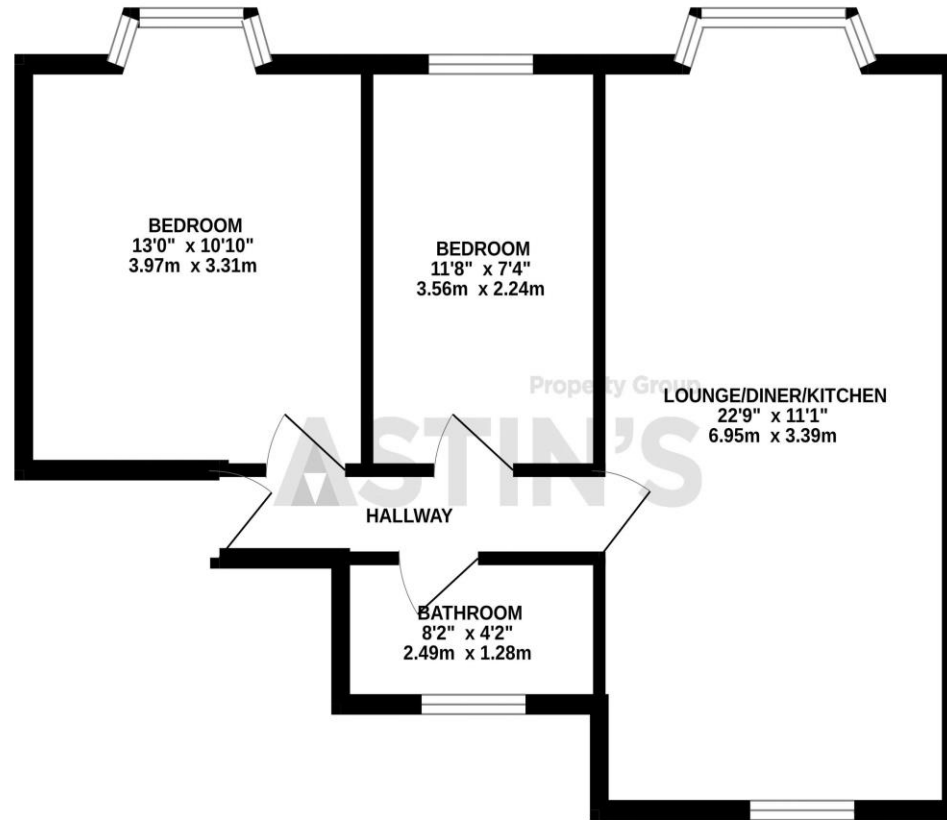 BEDROOM
13'0" x 10'10"
3.97m x 3.31m
BEDROOM
11'8" x 7'4"
3.56m x 2.24m
Property Group
ASTIN'S
LOUNGE/DINER/KITCHEN
22'9" x 11'1"
6.95m x 3.39m
HALLWAY
BATHROOM
8'2" x 4'2"
2.49m x 1.28m